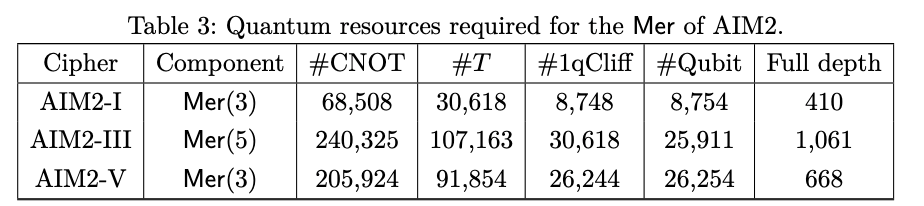 Table 3: Quantum resources required for the Mer of AIM2.
Cipher Component #CNOT #T #1qCliff #Qubit Full depth
AIM2-I Mer(3) 68,508 30,618 8,748 8,754 410
AIM2-III Mer(5) 240,325 107,163 30,618 25,911 1,061
AIM2-V Mer(3) 205,924 91,854 26,244 26,254 668